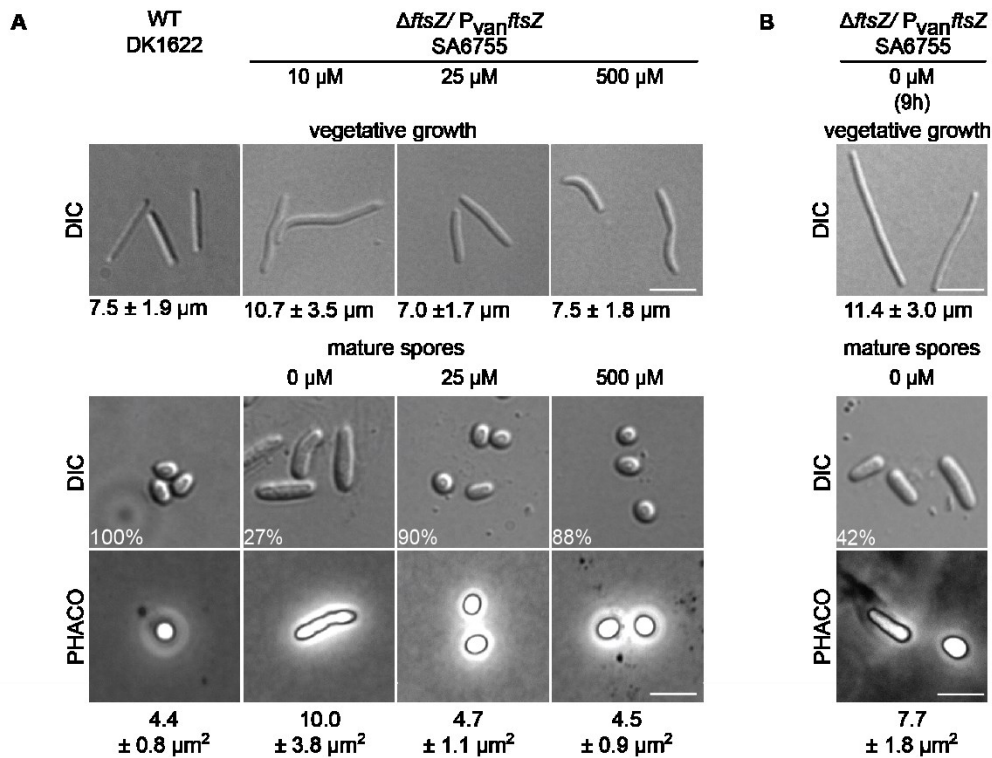 A
WT
DK1622
ΔftsZ/ PvanftsZ
SA6755
10 µM 25 µM 500 µM
vegetative growth
DIC
7.5 ± 1.9 µm 10.7 ± 3.5 µm 7.0 ±1.7 µm 7.5 ± 1.8 µm
mature spores
0 µM 25 µM 500 µM
DIC
100% 27% 90% 88%
PHACO
4.4 10.0 4.7 4.5
± 0.8 µm² ± 3.8 µm² ± 1.1 µm² ± 0.9 µm²
B
ΔftsZ/ PvanftsZ
SA6755
0 µM
(9h)
vegetative growth
DIC
11.4 ± 3.0 µm
mature spores
0 µM
DIC
42%
PHACO
7.7
± 1.8 µm²